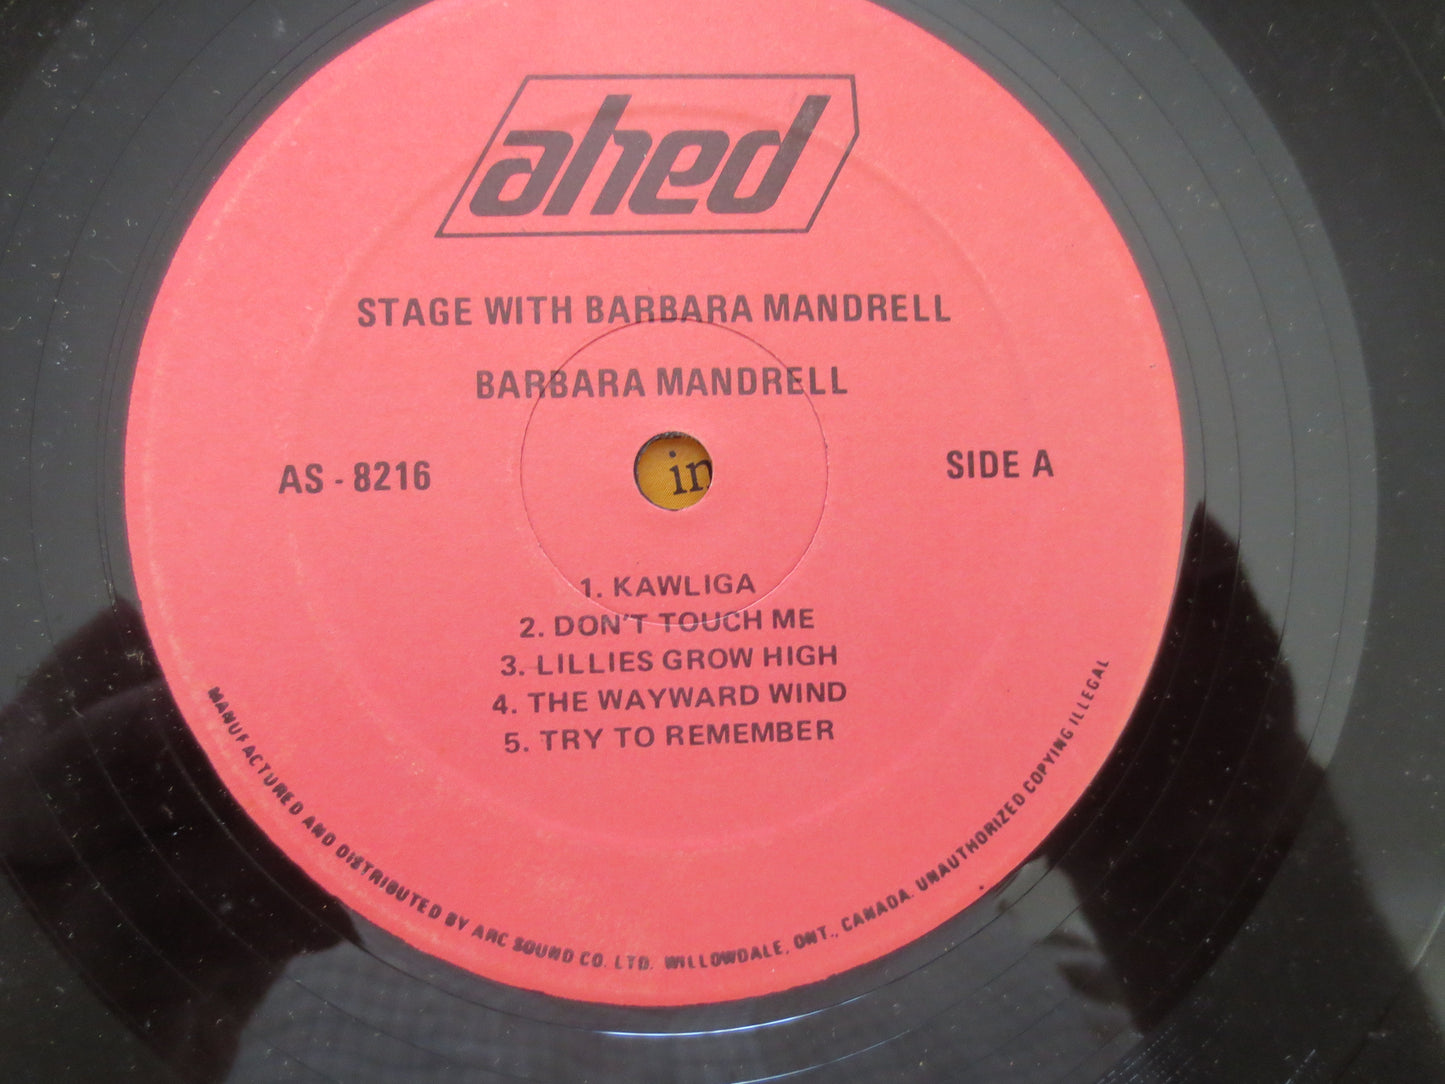 ahed
STAGE WITH BARBARA MANDRELL
BARBARA MANDRELL
AS - 8216
SIDE A
in
1. KAWLIGA
2. DON'T TOUCH ME
3. LILLIES GROW HIGH
4. THE WAYWARD WIND
5. TRY TO REMEMBER
MANUFACTURED AND DISTRIBUTED BY ARC SOUND CO. LTD. WILLOWDALE, ONT., CANADA. UNAUTHORIZED COPYING ILLEGAL